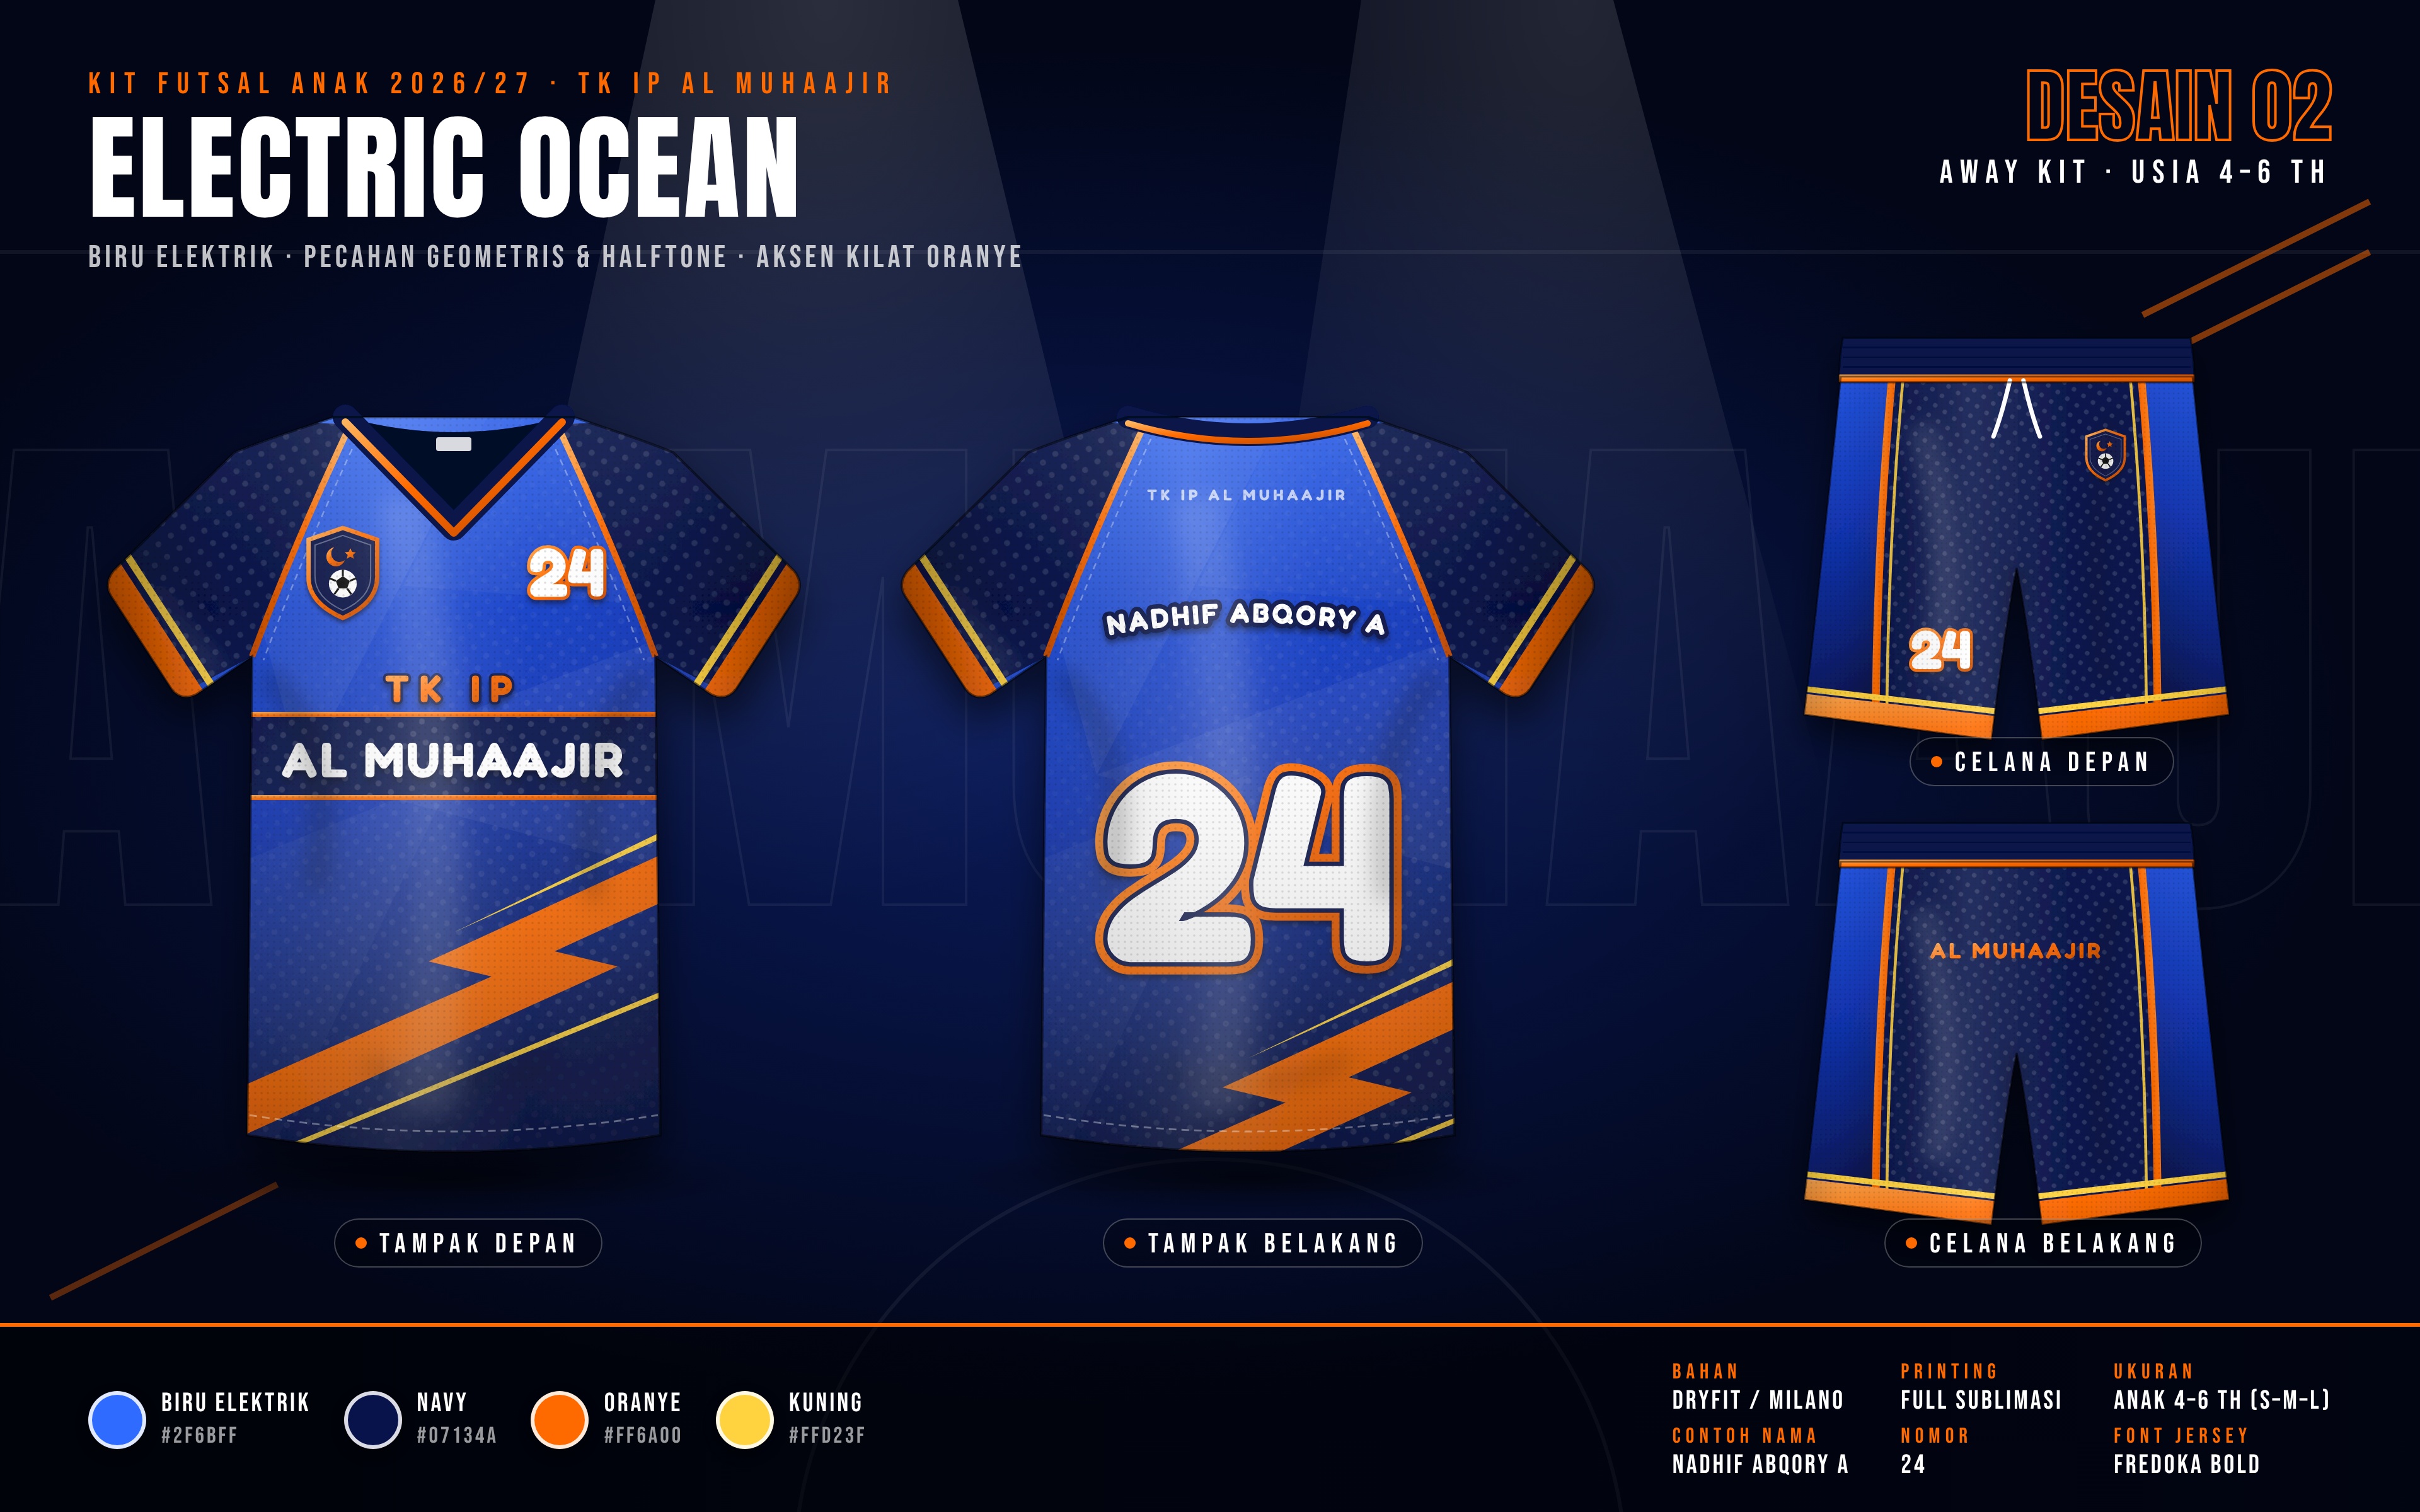 KIT FUTSAL ANAK 2026/27 · TK IP AL MUHAAJIR
ELECTRIC OCEAN
BIRU ELEKTRIK · PECAHAN GEOMETRIS & HALFTONE · AKSEN KILAT ORANYE
DESAIN 02
AWAY KIT · USIA 4-6 TH
24
TK IP
AL MUHAAJIR
TAMPAK DEPAN
TK IP AL MUHAAJIR
NADHIF ABQORY A
24
TAMPAK BELAKANG
24
CELANA DEPAN
AL MUHAAJIR
CELANA BELAKANG
BIRU ELEKTRIK
#2F6BFF
NAVY
#07134A
ORANYE
#FF6A00
KUNING
#FFD23F
BAHAN
DRYFIT / MILANO
PRINTING
FULL SUBLIMASI
UKURAN
ANAK 4-6 TH (S-M-L)
CONTOH NAMA
NADHIF ABQORY A
NOMOR
24
FONT JERSEY
FREDOKA BOLD